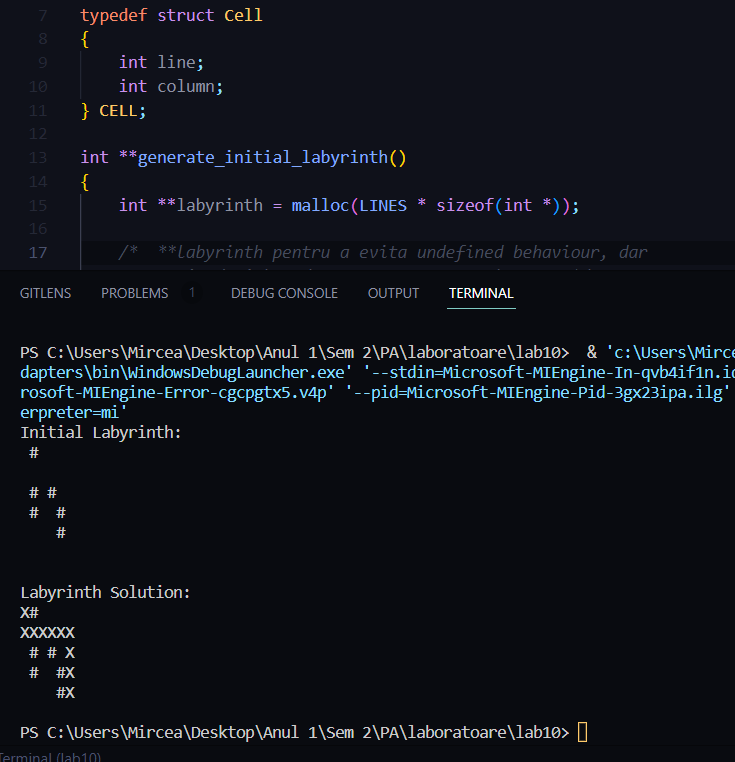 7 typedef struct Cell
8 {
9 int line;
10 int column;
11 } CELL;
12
13 int **generate_initial_labyrinth()
14 {
15 int **labyrinth = malloc(LINES * sizeof(int *));
16
17 /* **labyrinth pentru a evita undefined behaviour, dar
GITLENS PROBLEMS 1 DEBUG CONSOLE OUTPUT TERMINAL
PS C:\Users\Mircea\Desktop\Anul 1\Sem 2\PA\laboratoare\lab10>  & 'c:\Users\Mirce
dapters\bin\WindowsDebugLauncher.exe' '--stdin=Microsoft-MIEngine-In-qvb4if1n.id
rosoft-MIEngine-Error-cgcpgtx5.v4p' '--pid=Microsoft-MIEngine-Pid-3gx23ipa.ilg'
erpreter=mi'
Initial Labyrinth:
 #
 # #
 #  #
    #
Labyrinth Solution:
X#
XXXXXX
 # # X
 #  #X
    #X
PS C:\Users\Mircea\Desktop\Anul 1\Sem 2\PA\laboratoare\lab10>
Terminal (lab10)